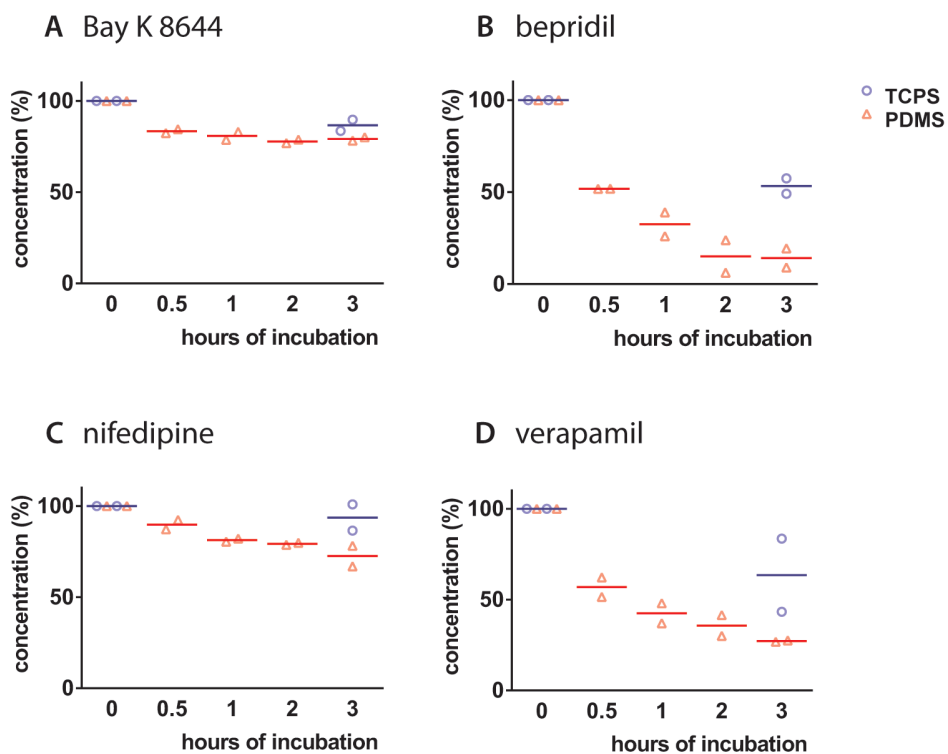 A Bay K 8644
concentration (%)
100
50
0
0 0.5 1 2 3
hours of incubation
B bepridil
concentration (%)
100
50
0
0 0.5 1 2 3
hours of incubation
TCPS
PDMS
C nifedipine
concentration (%)
100
50
0
0 0.5 1 2 3
hours of incubation
D verapamil
concentration (%)
100
50
0
0 0.5 1 2 3
hours of incubation